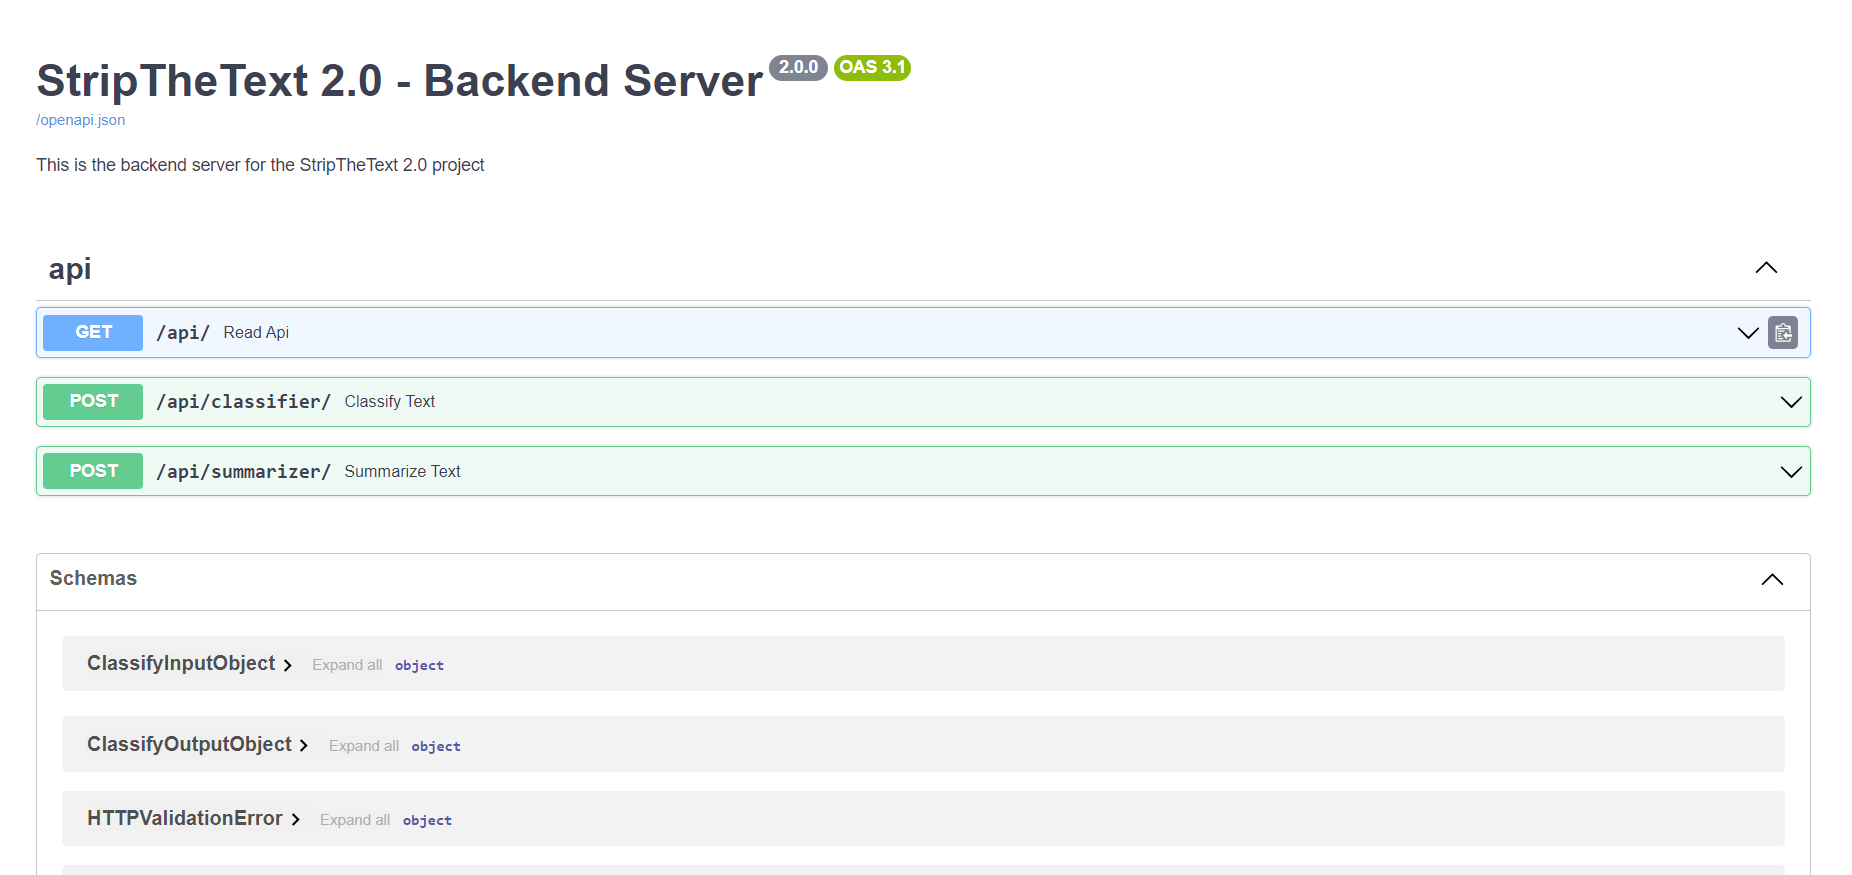 StripTheText 2.0 - Backend Server 2.0.0 OAS 3.1
/openapi.json
This is the backend server for the StripTheText 2.0 project
api
GET /api/ Read Api
POST /api/classifier/ Classify Text
POST /api/summarizer/ Summarize Text
Schemas
ClassifyInputObject Expand all object
ClassifyOutputObject Expand all object
HTTPValidationError Expand all object